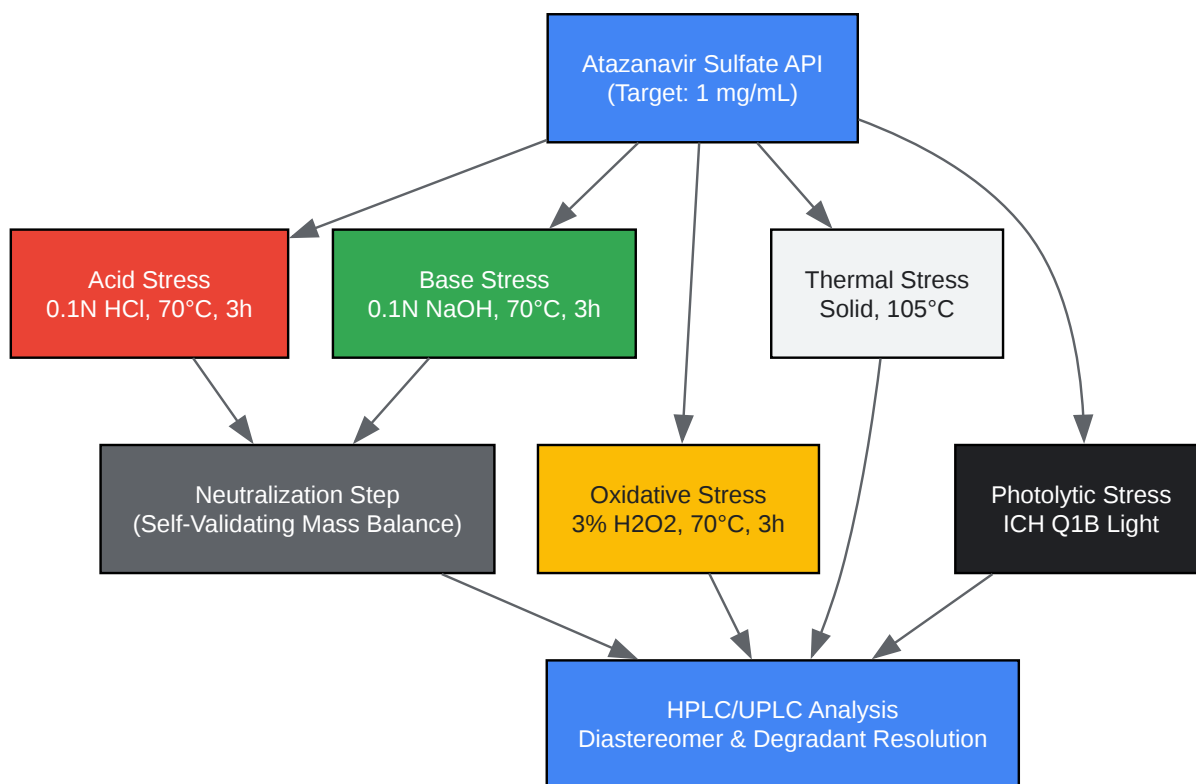 Atazanavir Sulfate API
(Target: 1 mg/mL)
Acid Stress
0.1N HCl, 70°C, 3h
Base Stress
0.1N NaOH, 70°C, 3h
Thermal Stress
Solid, 105°C
Neutralization Step
(Self-Validating Mass Balance)
Oxidative Stress
3% H2O2, 70°C, 3h
Photolytic Stress
ICH Q1B Light
HPLC/UPLC Analysis
Diastereomer & Degradant Resolution